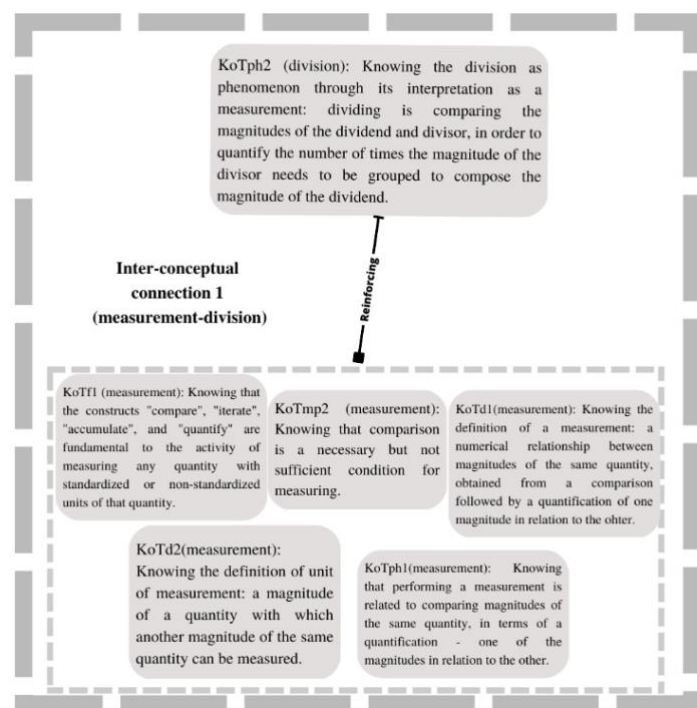 KoTph2 (division): Knowing the division as
phenomenon through its interpretation as a
measurement: dividing is comparing the
magnitudes of the dividend and divisor, in order to
quantify the number of times the magnitude of the
divisor needs to be grouped to compose the
magnitude of the dividend.
Reinforcing
Inter-conceptual
connection 1
(measurement-division)
KoTf1 (measurement): Knowing that
the constructs "compare", "iterate",
"accumulate", and "quantify" are
fundamental to the activity of
measuring any quantity with
standardized or non-standardized
units of that quantity.
KoTmp2 (measurement):
Knowing that comparison
is a necessary but not
sufficient condition for
measuring.
KoTd1(measurement): Knowing the
definition of a measurement: a
numerical relationship between
magnitudes of the same quantity,
obtained from a comparison
followed by a quantification of one
magnitude in relation to the ohter.
KoTd2(measurement):
Knowing the definition of unit
of measurement: a magnitude
of a quantity with which
another magnitude of the same
quantity can be measured.
KoTph1(measurement): Knowing
that performing a measurement is
related to comparing magnitudes of
the same quantity, in terms of a
quantification - one of the
magnitudes in relation to the other.